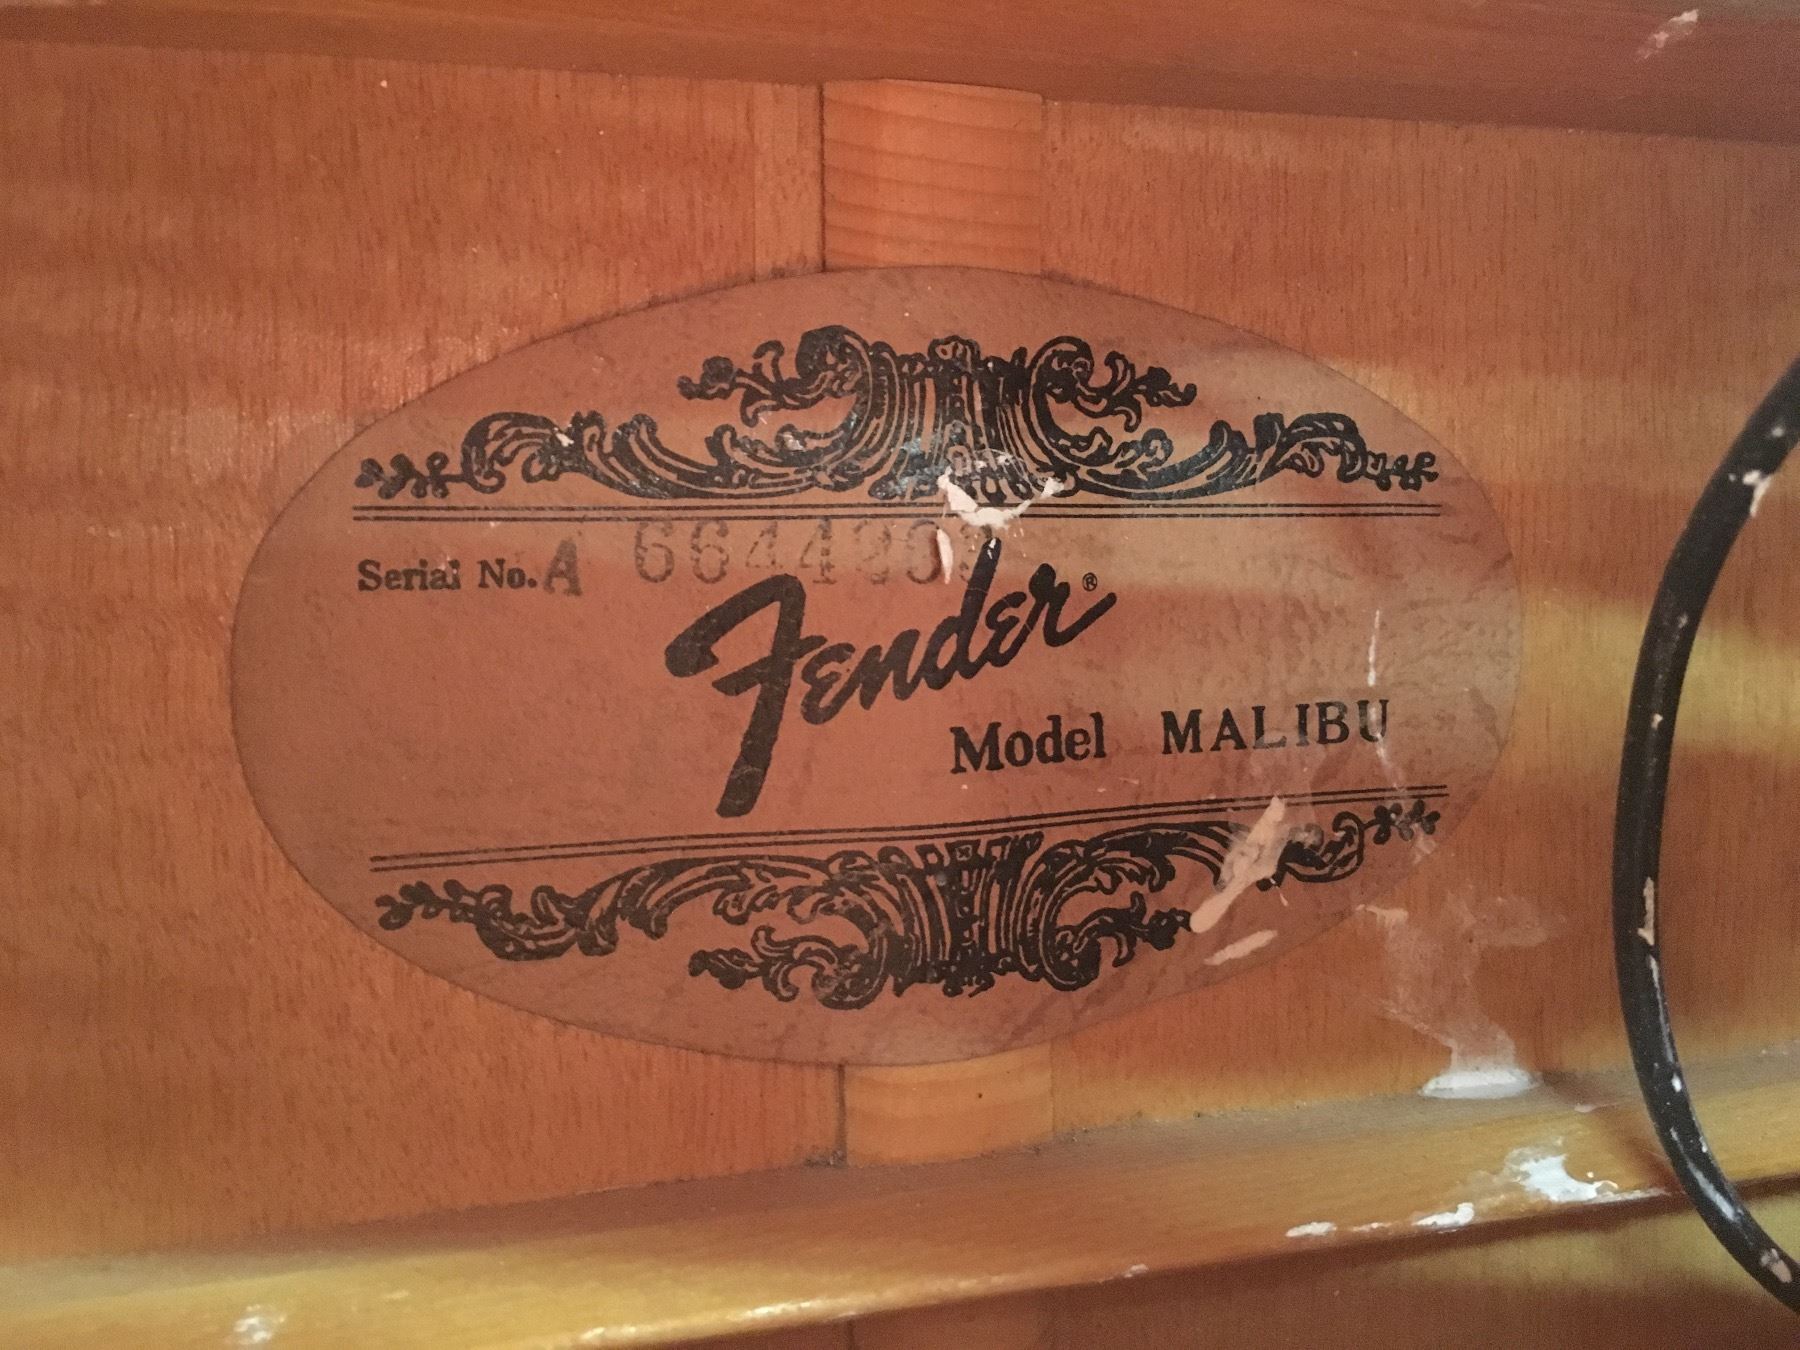 Serial No. A
Fender®
Model MALIBU